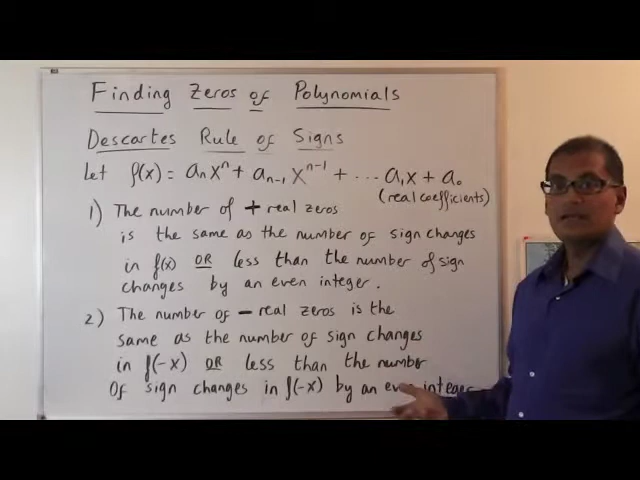 Finding Zeros of Polynomials
Descartes Rule of Signs
Let f(x) = aₙxⁿ + aₙ₋₁xⁿ⁻¹ + ... a₁x + a₀
(real coefficients)
1) The number of + real zeros
is the same as the number of sign changes
in f(x) OR less than the number of sign
changes by an even integer.
2) The number of - real zeros is the
same as the number of sign changes
in f(-x) OR less than the number
of sign changes in f(-x) by an even integer